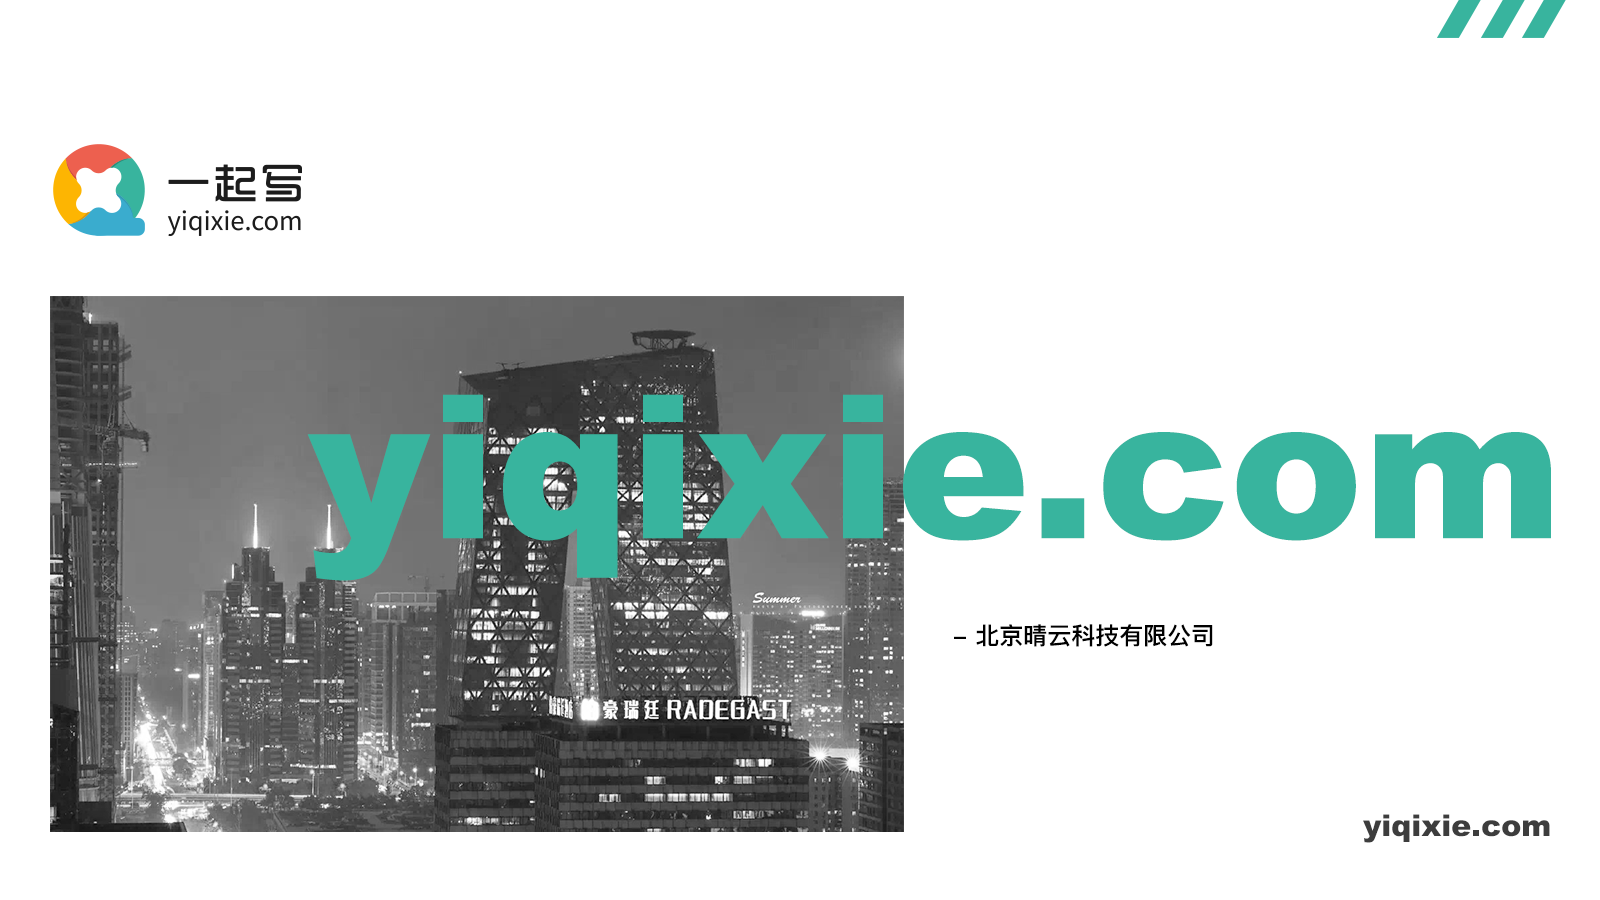 一起写
yiqixie.com
yiqixie.com
Summer
豪瑞廷 RADEGAST
– 北京晴云科技有限公司
yiqixie.com